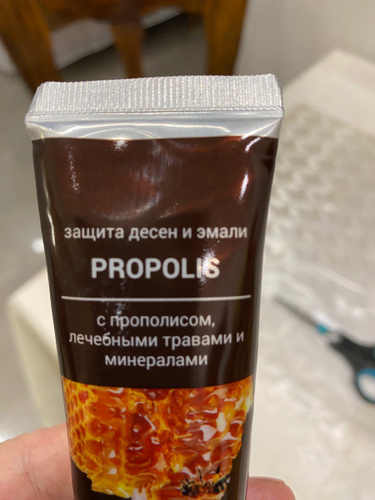 защита десен и эмали
PROPOLIS
с прополисом,
лечебными травами и
минералами